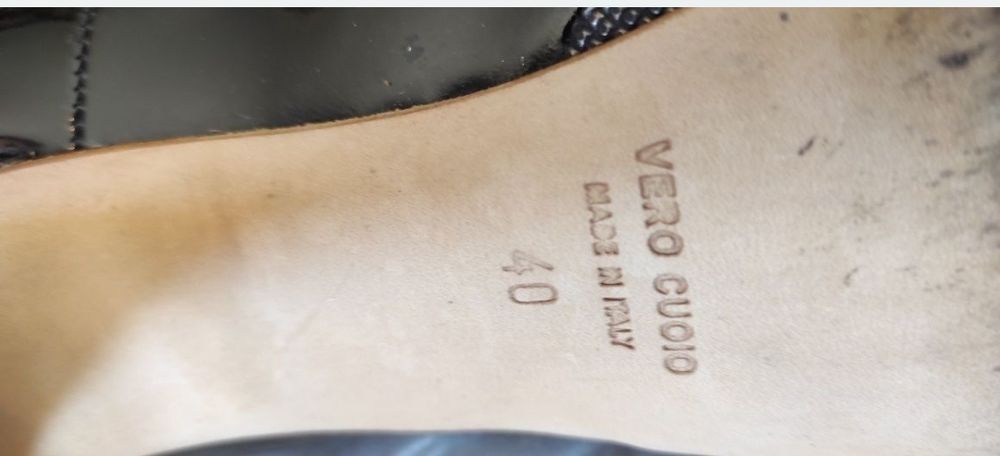 VERO CUOIO
MADE IN ITALY
40